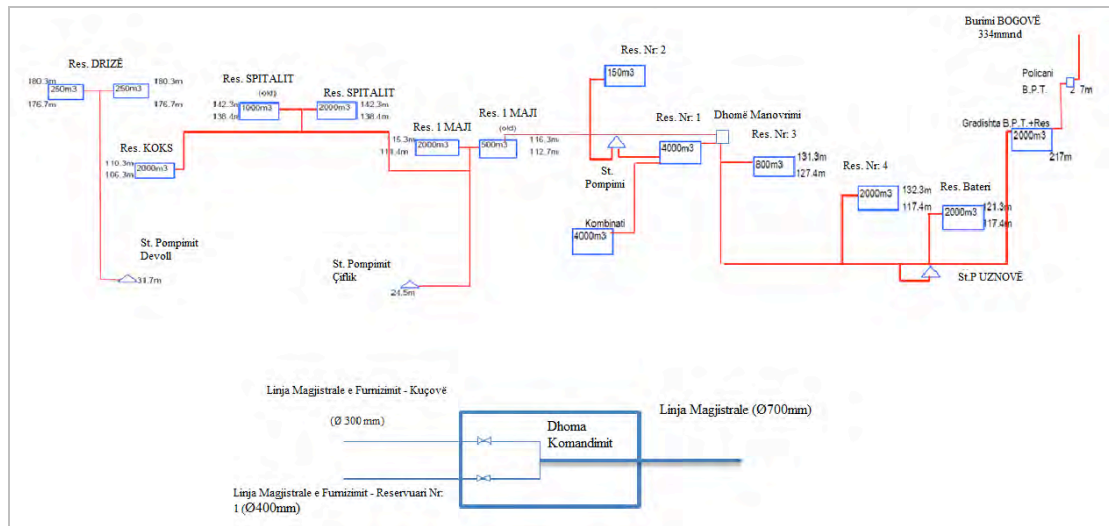 Burimi BOGOVË
334mmnd
Policani
B.P.T.
Gradishta B.P.T.+Res
2000m3
217m
Res. Nr: 2
150m3
Res. DRIZË
180.3m
250m3
176.7m
250m3
180.3m
176.7m
Res. SPITALIT
(old)
142.3m
1000m3
138.4m
Res. SPITALIT
2000m3
142.3m
138.4m
Res. KOKS
110.3m
2000m3
106.3m
Res. 1 MAJI
15.3m
2000m3
Res. 1 MAJI
(old)
500m3
116.3m
112.7m
Res. Nr: 1
4000m3
Dhomë Manovrimi
Res. Nr: 3
800m3
131.3m
127.4m
St.
Pompimi
Kombinati
4000m3
Res. Nr: 4
2000m3
132.3m
117.4m
Res. Bateri
2000m3
121.3m
117.4m
St. Pompimit
Devoll
31.7m
St. Pompimit
Çiflik
24.5m
St.P UZNOVË
Linja Magjistrale e Furnizimit - Kuçovë
(Ø 300 mm)
Dhoma
Komandimit
Linja Magjistrale (Ø700mm)
Linja Magjistrale e Furnizimit - Reservuari Nr:
1 (Ø400mm)